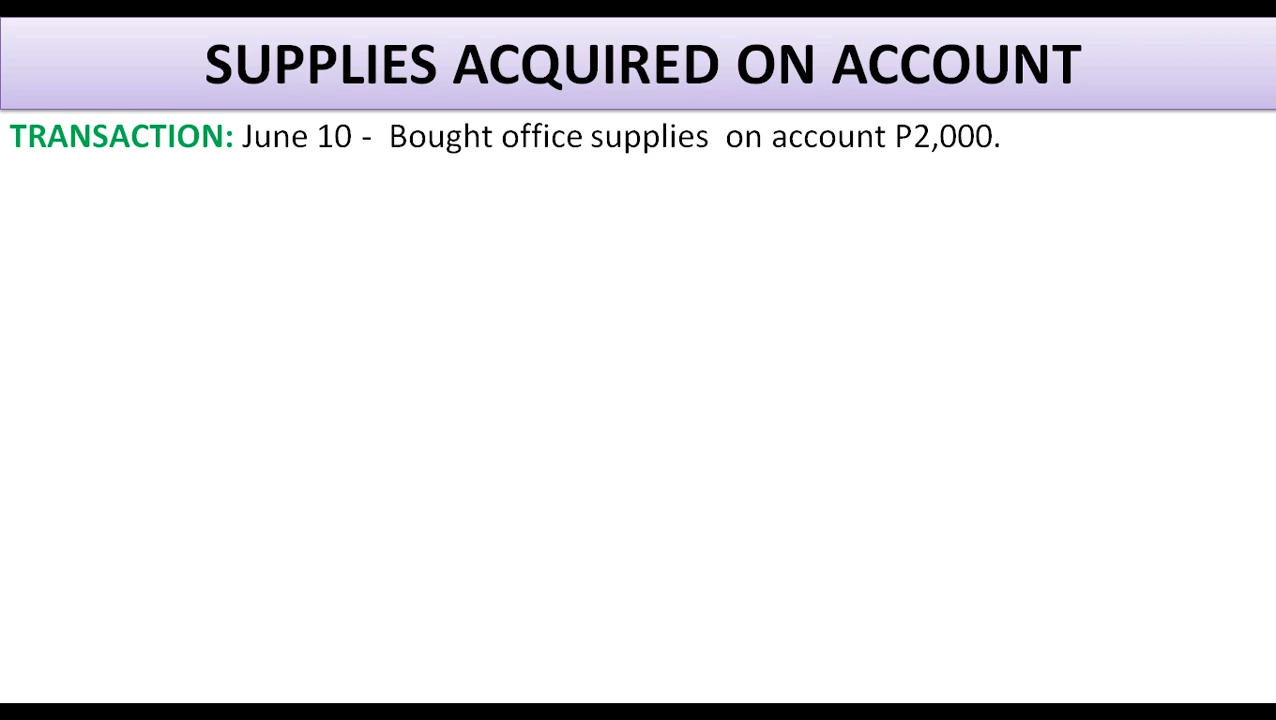 SUPPLIES ACQUIRED ON ACCOUNT
TRANSACTION: June 10 - Bought office supplies on account P2,000.